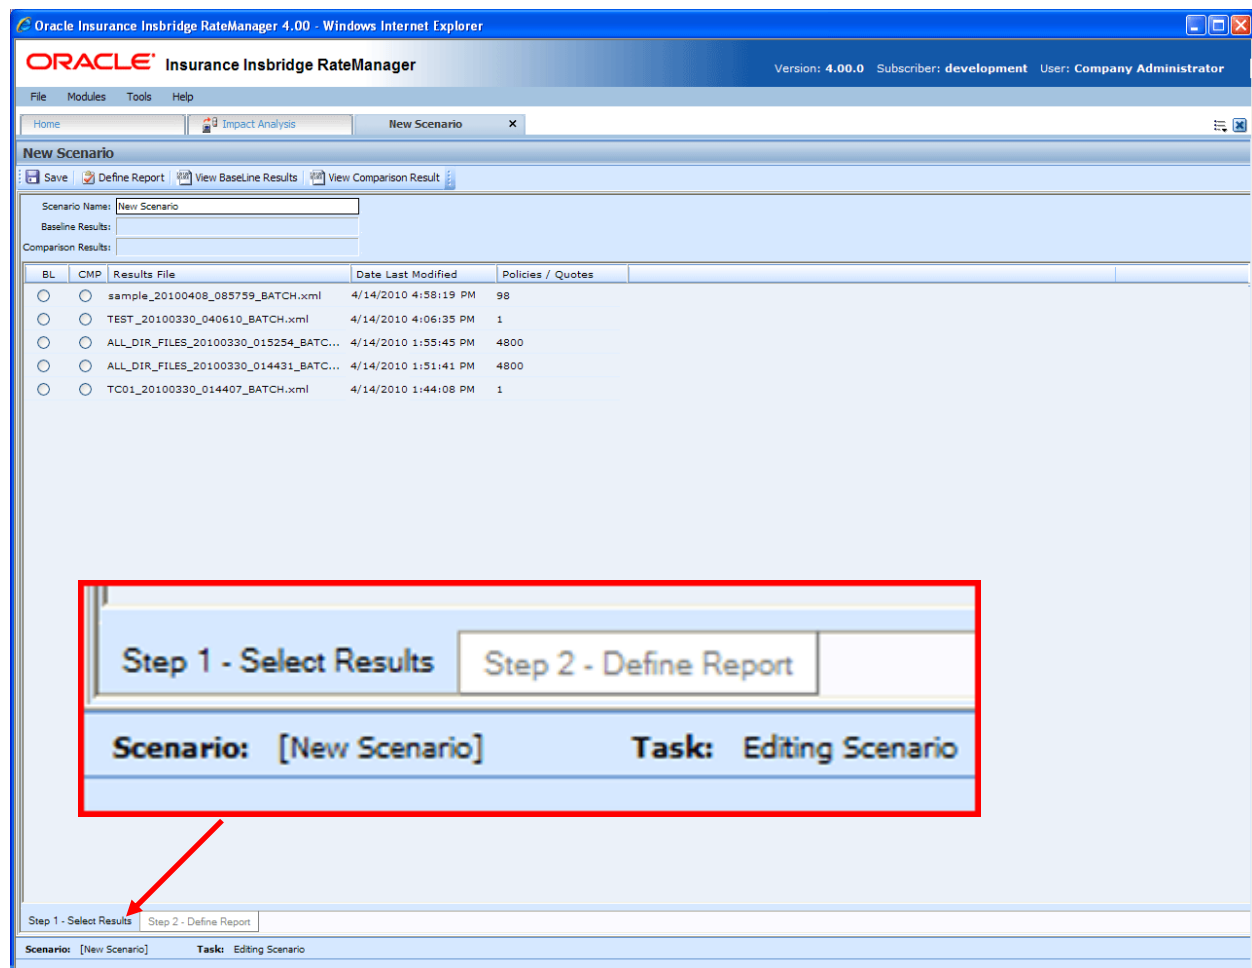 Oracle Insurance Insbridge RateManager 4.00 - Windows Internet Explorer
ORACLE Insurance Insbridge RateManager
Version: 4.00.0 Subscriber: development User: Company Administrator
File Modules Tools Help
Home Impact Analysis New Scenario
New Scenario
Save Define Report View BaseLine Results View Comparison Result
Scenario Name: New Scenario
Baseline Results:
Comparison Results:
BL CMP Results File Date Last Modified Policies / Quotes
sample_20100408_085759_BATCH.xml 4/14/2010 4:58:19 PM 98
TEST_20100330_040610_BATCH.xml 4/14/2010 4:06:35 PM 1
ALL_DIR_FILES_20100330_015254_BATC... 4/14/2010 1:55:45 PM 4800
ALL_DIR_FILES_20100330_014431_BATC... 4/14/2010 1:51:41 PM 4800
TC01_20100330_014407_BATCH.xml 4/14/2010 1:44:08 PM 1
Step 1 - Select Results Step 2 - Define Report
Scenario: [New Scenario] Task: Editing Scenario
Step 1 - Select Results Step 2 - Define Report
Scenario: [New Scenario] Task: Editing Scenario